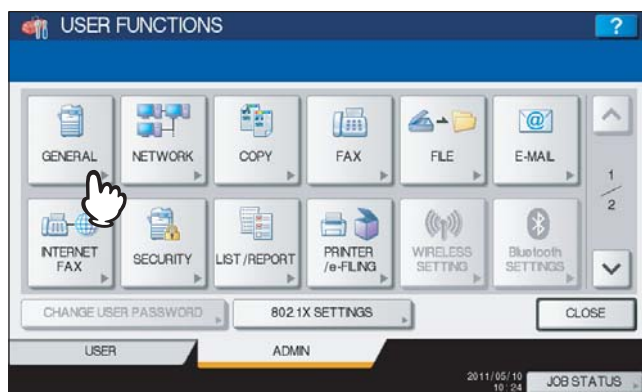 USER FUNCTIONS
?
GENERAL
NETWORK
COPY
FAX
FILE
E-MAIL
1
2
INTERNET
FAX
SECURITY
LIST/REPORT
PRINTER
/e-FILING
WIRELESS
SETTING
Bluetooth
SETTINGS
CHANGE USER PASSWORD
802.1X SETTINGS
CLOSE
USER
ADMIN
2011/05/10
10:24
JOB STATUS